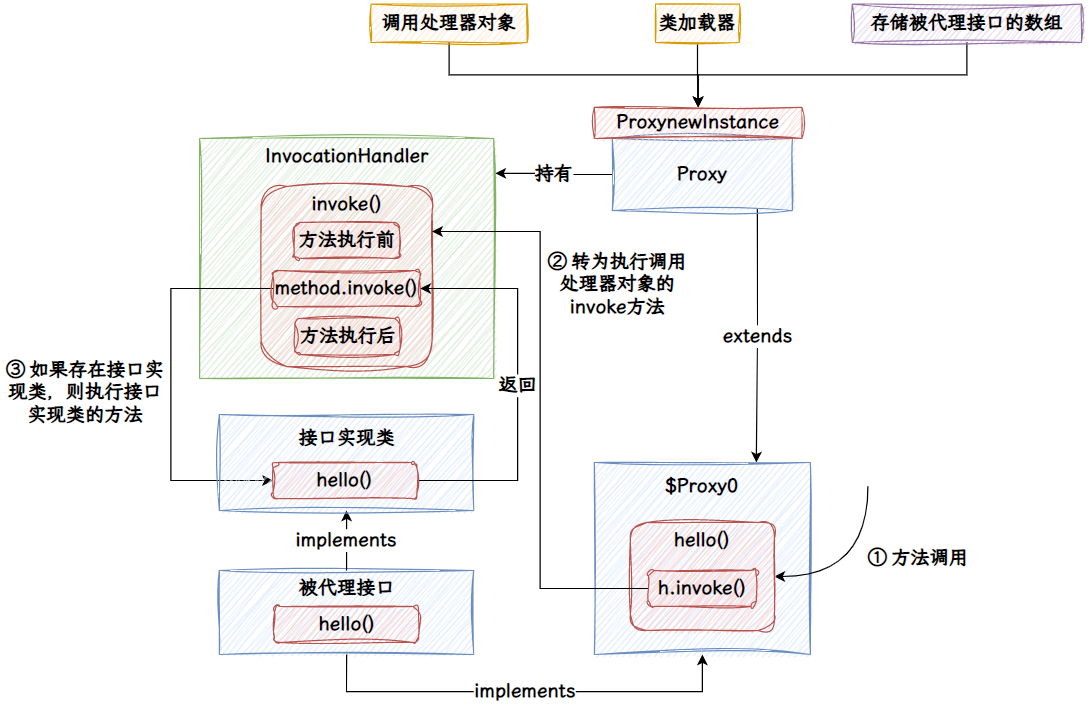 调用处理器对象
类加载器
存储被代理接口的数组
ProxynewInstance
Proxy
持有
InvocationHandler
invoke()
方法执行前
method.invoke()
方法执行后
② 转为执行调用
处理器对象的
invoke方法
extends
③ 如果存在接口实
现类，则执行接口
实现类的方法
返回
接口实现类
hello()
implements
被代理接口
hello()
implements
$Proxy0
hello()
h.invoke()
① 方法调用